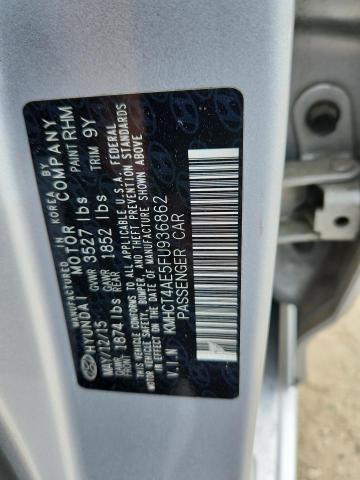 MANUFACTURED IN KOREA BY
HYUNDAI MOTOR COMPANY
MAY/12/15 GVWR 3527 lbs PAINT RHM
GAWR FRONT 1874 lbs GAWR REAR 1852 lbs TRIM 9Y
THIS VEHICLE CONFORMS TO ALL APPLICABLE U.S.A. FEDERAL
MOTOR VEHICLE SAFETY, BUMPER, AND THEFT PREVENTION STANDARDS
IN EFFECT ON THE DATE OF MANUFACTURE SHOWN ABOVE
V.I.N KMHCT4AE5FU936862
PASSENGER CAR